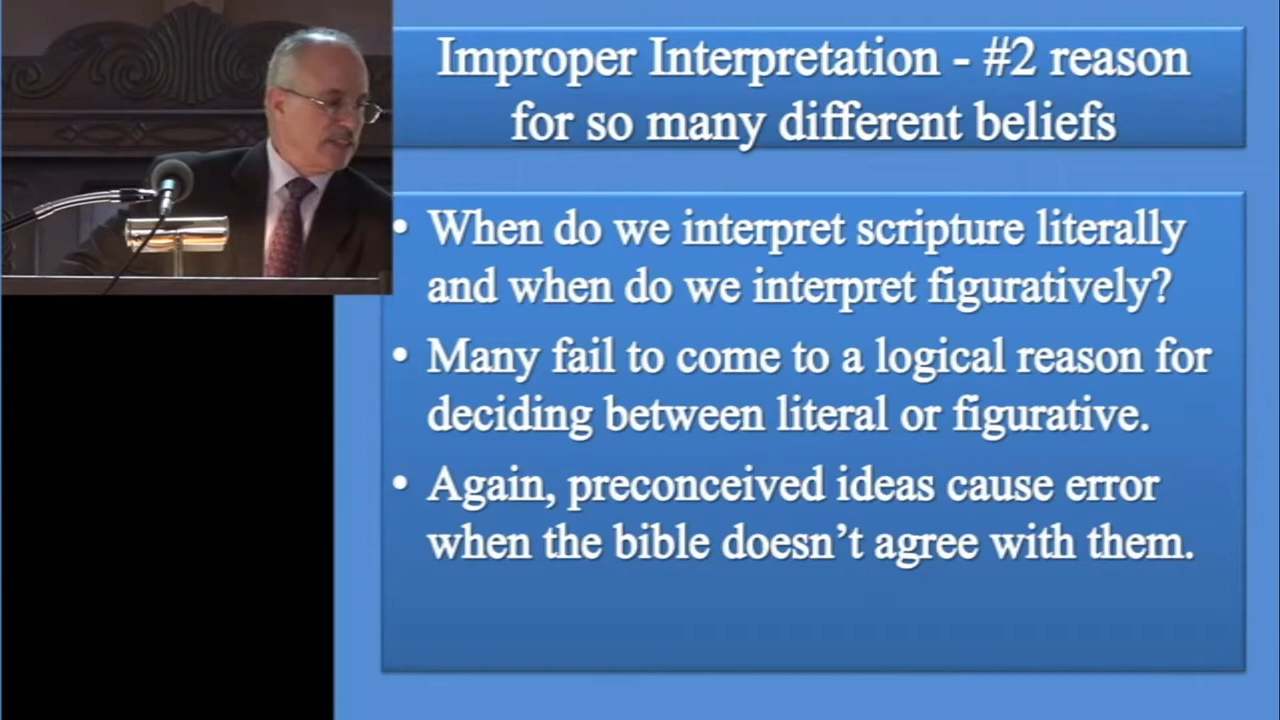 Improper Interpretation - #2 reason
for so many different beliefs
• When do we interpret scripture literally
and when do we interpret figuratively?
• Many fail to come to a logical reason for
deciding between literal or figurative.
• Again, preconceived ideas cause error
when the bible doesn’t agree with them.